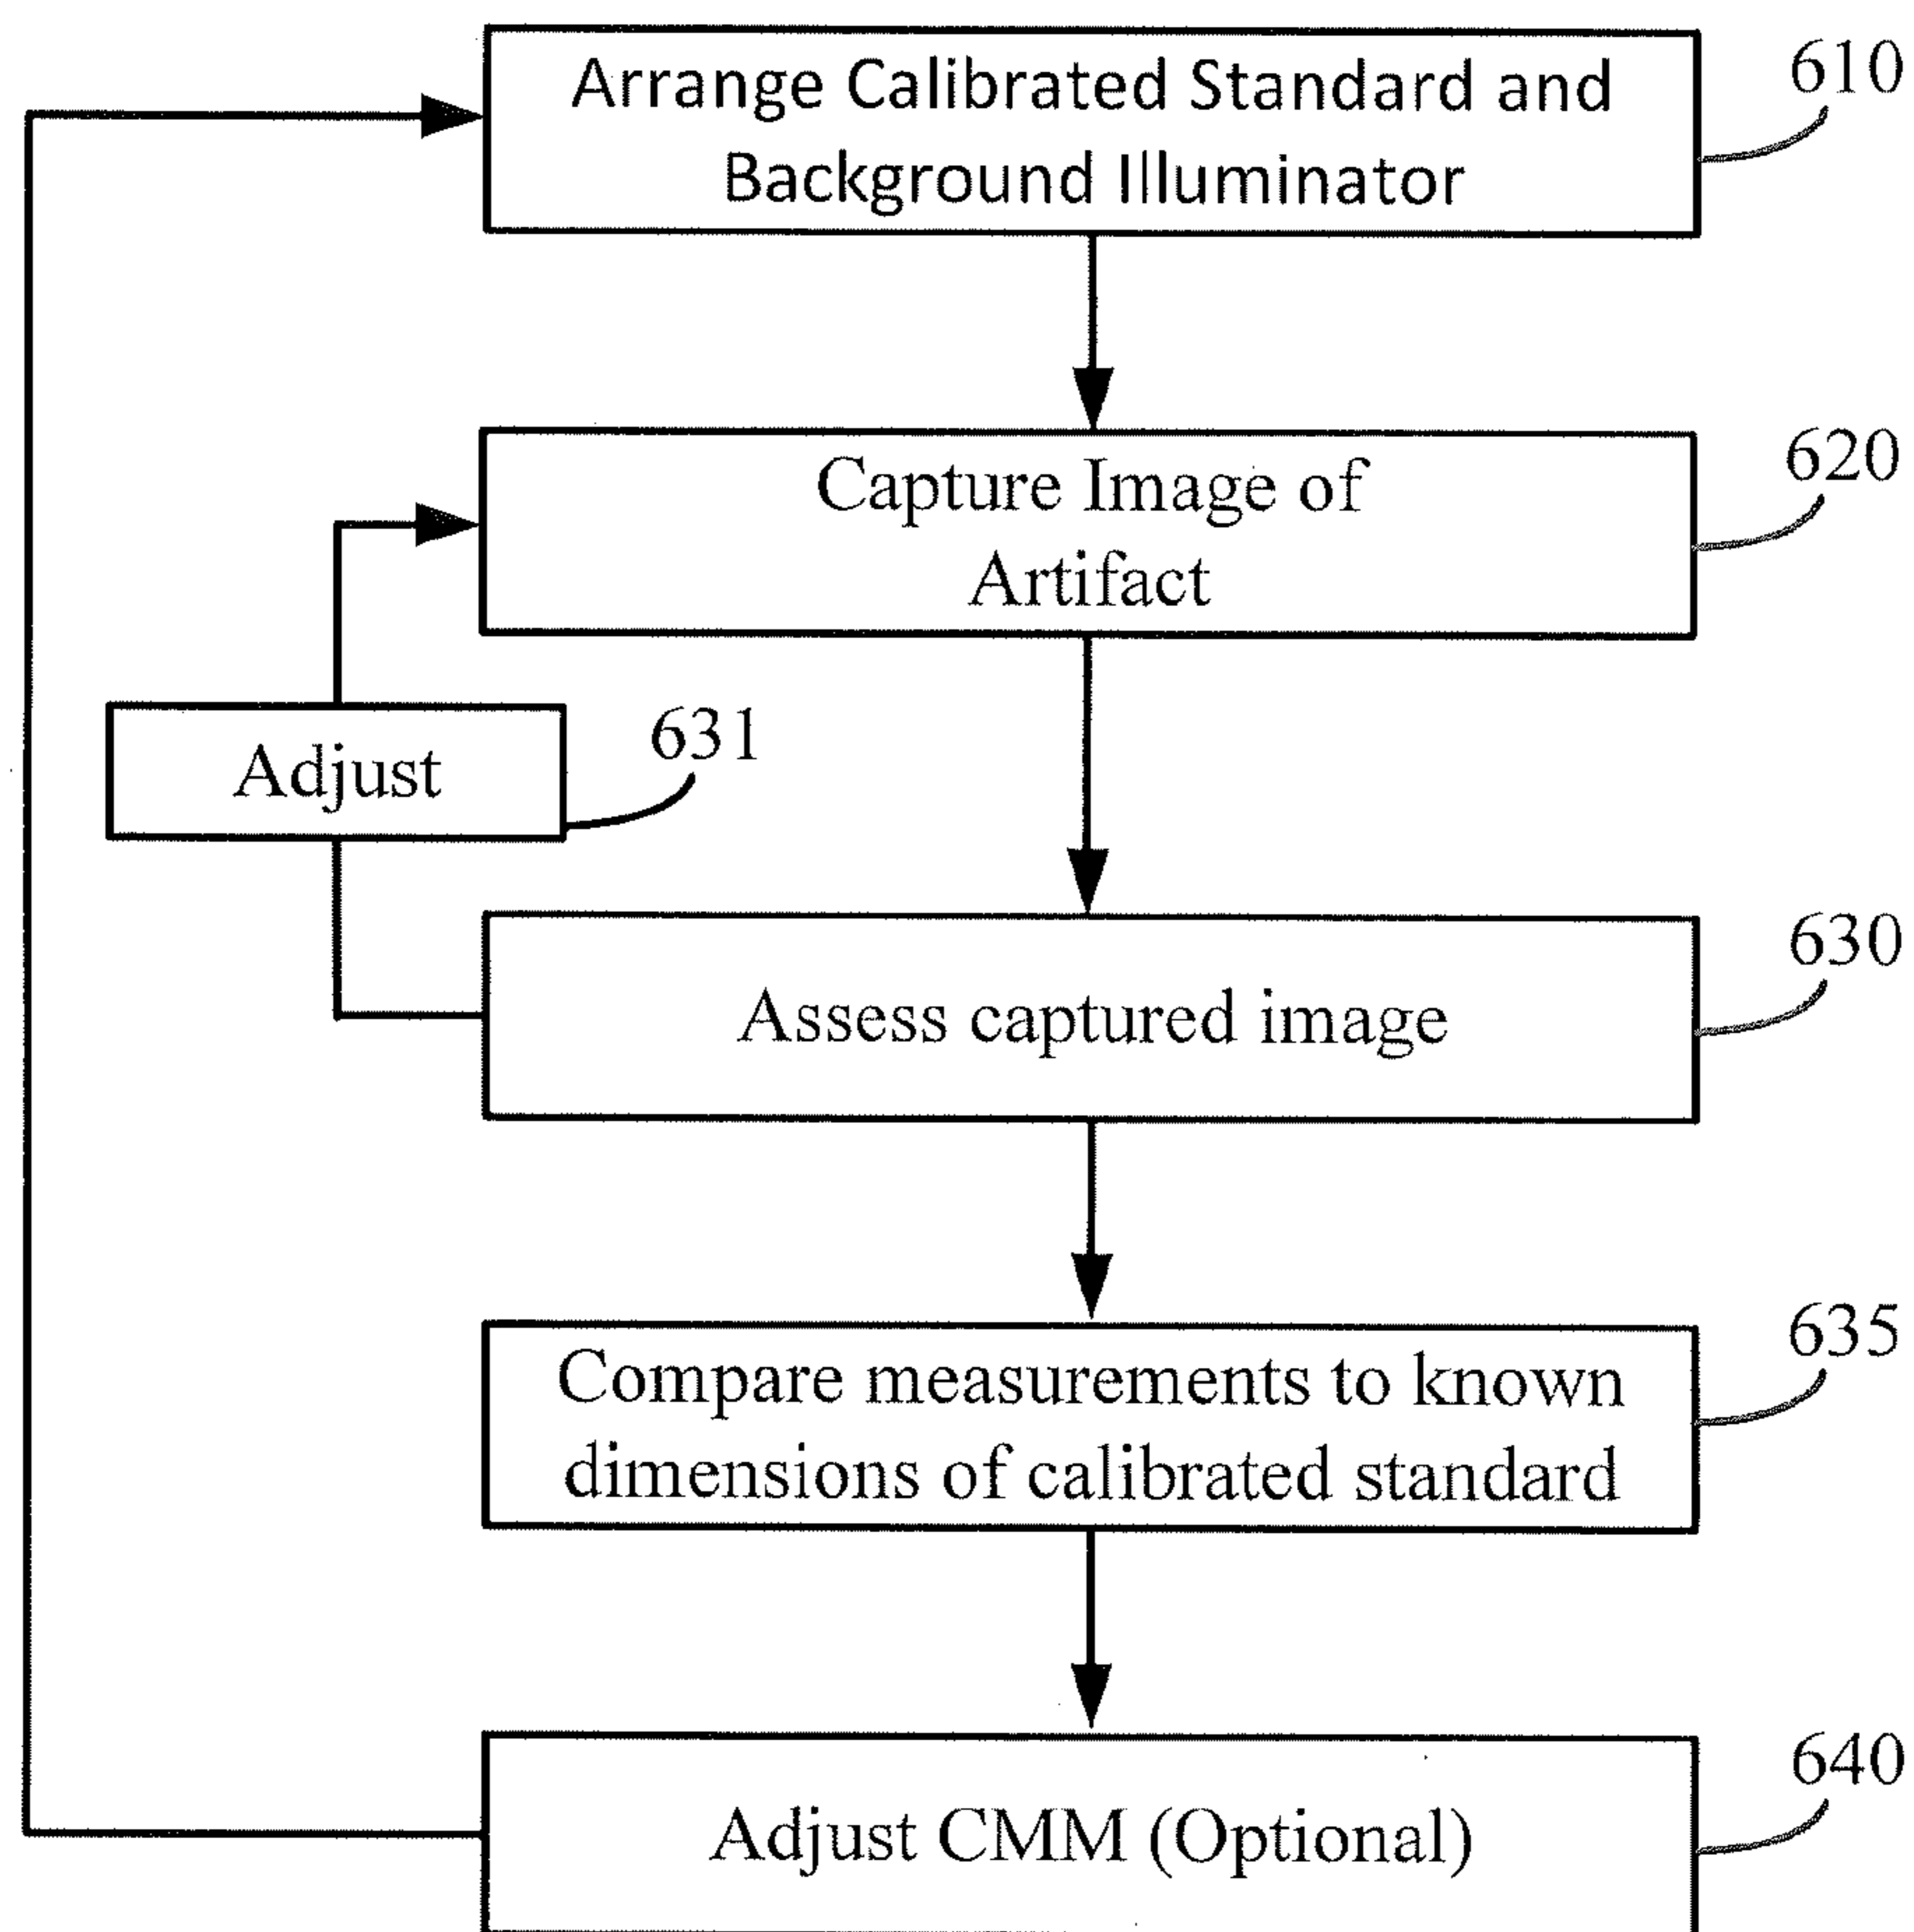 Arrange Calibrated Standard and
Background Illuminator
610
Capture Image of
Artifact
620
Adjust
631
Assess captured image
630
Compare measurements to known
dimensions of calibrated standard
635
Adjust CMM (Optional)
640